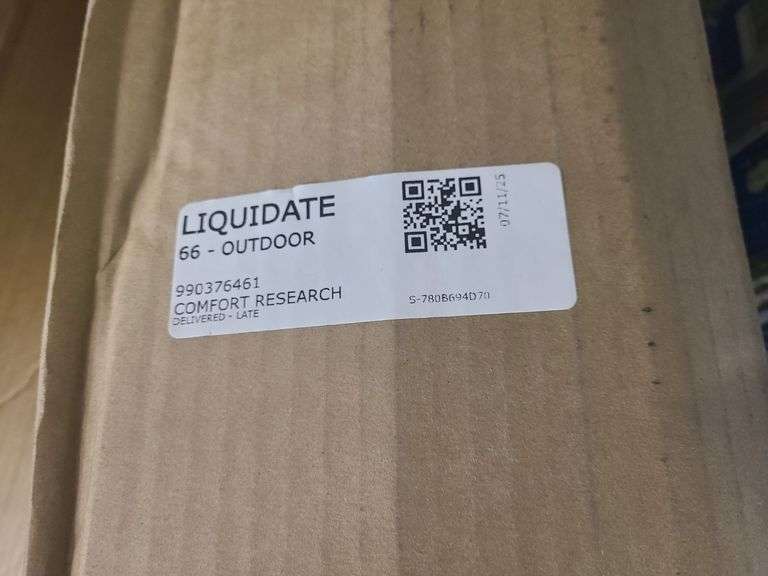 LIQUIDATE
66 - OUTDOOR
990376461
COMFORT RESEARCH
DELIVERED - LATE
07/11/25
S-780B694D70